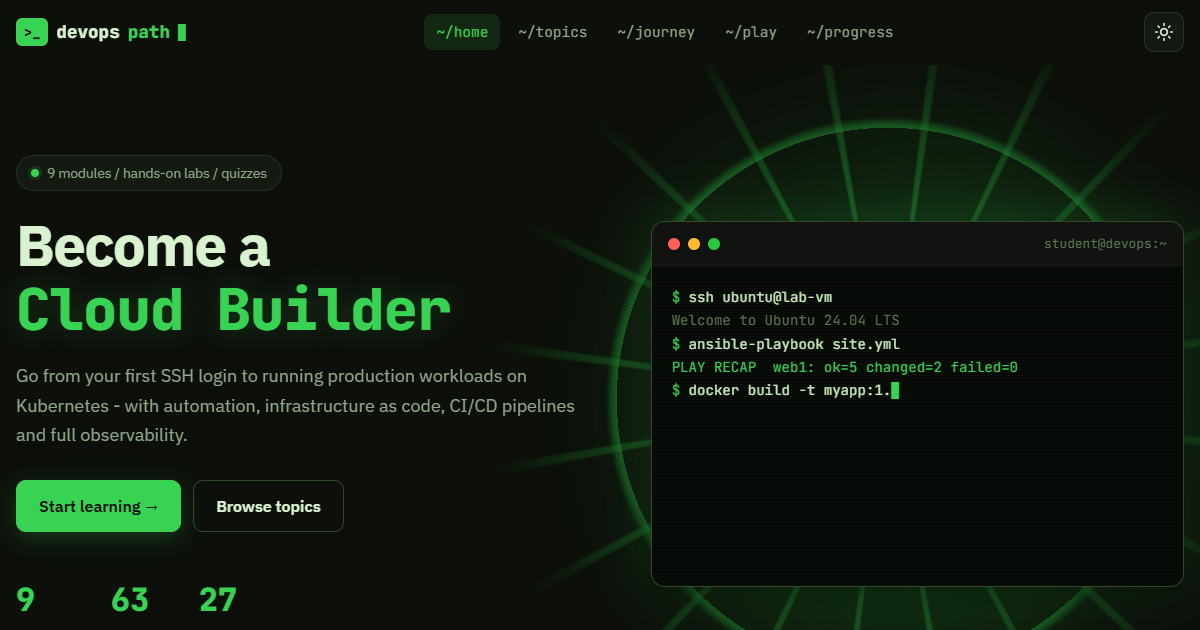 >_ devops path
~/home ~/topics ~/journey ~/play ~/progress
9 modules / hands-on labs / quizzes
Become a
Cloud Builder
Go from your first SSH login to running production workloads on
Kubernetes - with automation, infrastructure as code, CI/CD pipelines
and full observability.
Start learning → Browse topics
9 63 27
student@devops:~
$ ssh ubuntu@lab-vm
Welcome to Ubuntu 24.04 LTS
$ ansible-playbook site.yml
PLAY RECAP  web1: ok=5 changed=2 failed=0
$ docker build -t myapp:1.